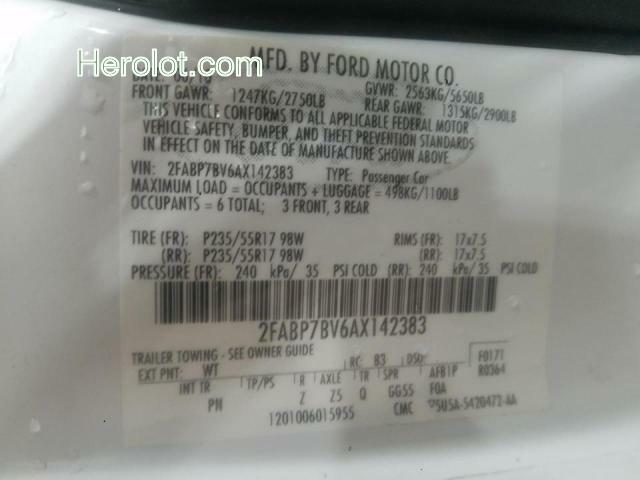 Herolot.com
MFD. BY FORD MOTOR CO.
DATE:
GVWR: 2563KG/5650LB
FRONT GAWR: 1247KG/2750LB REAR GAWR: 1315KG/2900LB
THIS VEHICLE CONFORMS TO ALL APPLICABLE FEDERAL MOTOR
VEHICLE SAFETY, BUMPER, AND THEFT PREVENTION STANDARDS
IN EFFECT ON THE DATE OF MANUFACTURE SHOWN ABOVE.
VIN: 2FABP7BV6AX142383 TYPE: Passenger Car
MAXIMUM LOAD = OCCUPANTS + LUGGAGE = 498KG/1100LB
OCCUPANTS = 6 TOTAL; 3 FRONT, 3 REAR
TIRE (FR): P235/55R17 98W RIMS (FR): 17x7.5
(RR): P235/55R17 98W (RR): 17x7.5
PRESSURE (FR): 240 kPa/ 35 PSI COLD (RR): 240 kPa/ 35 PSI COLD
2FABP7BV6AX142383
TRAILER TOWING - SEE OWNER GUIDE
EXT PNT: WT RC: 83 DSO: F0171
INT TR TP/PS R AXLE TR SPR AFB1P R0364
PN Z Z5 Q GG55 FOA
1201006015955 CMC 5U5A-5420472-AA